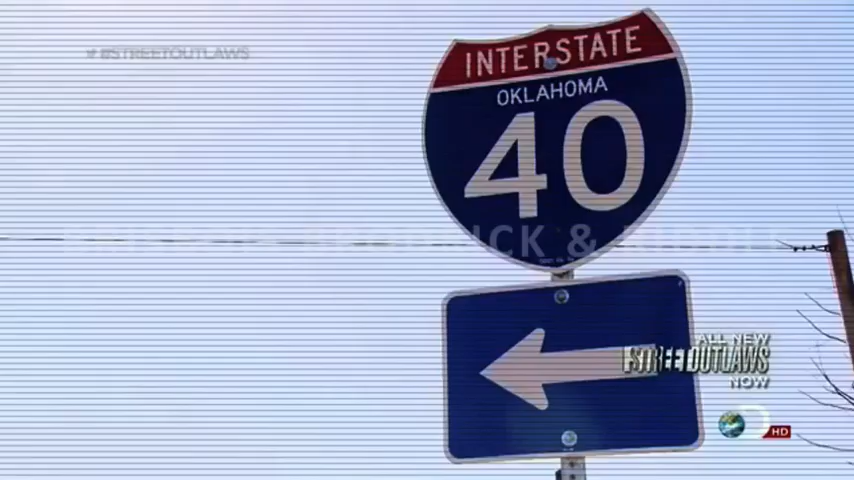 #STREETOUTLAWS
INTERSTATE
OKLAHOMA
40
&
ALL NEW
STREET OUTLAWS
NOW
HD